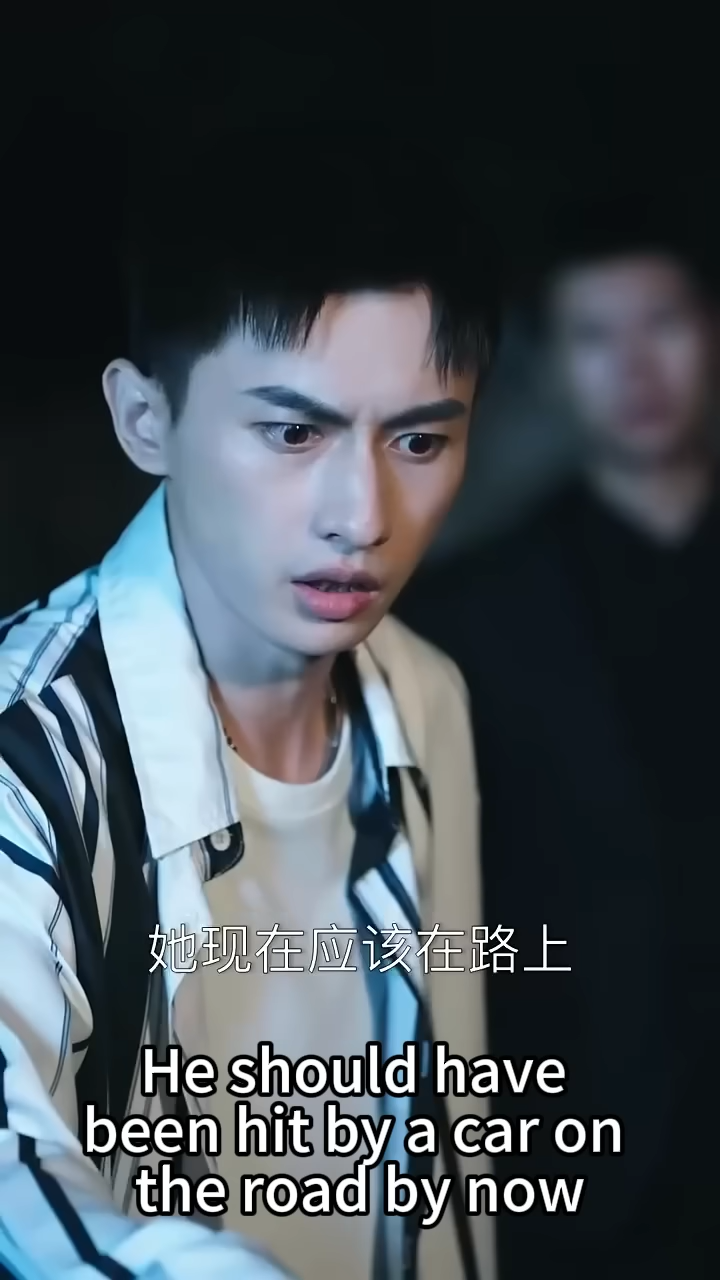 她现在应该在路上
He should have
been hit by a car on
the road by now